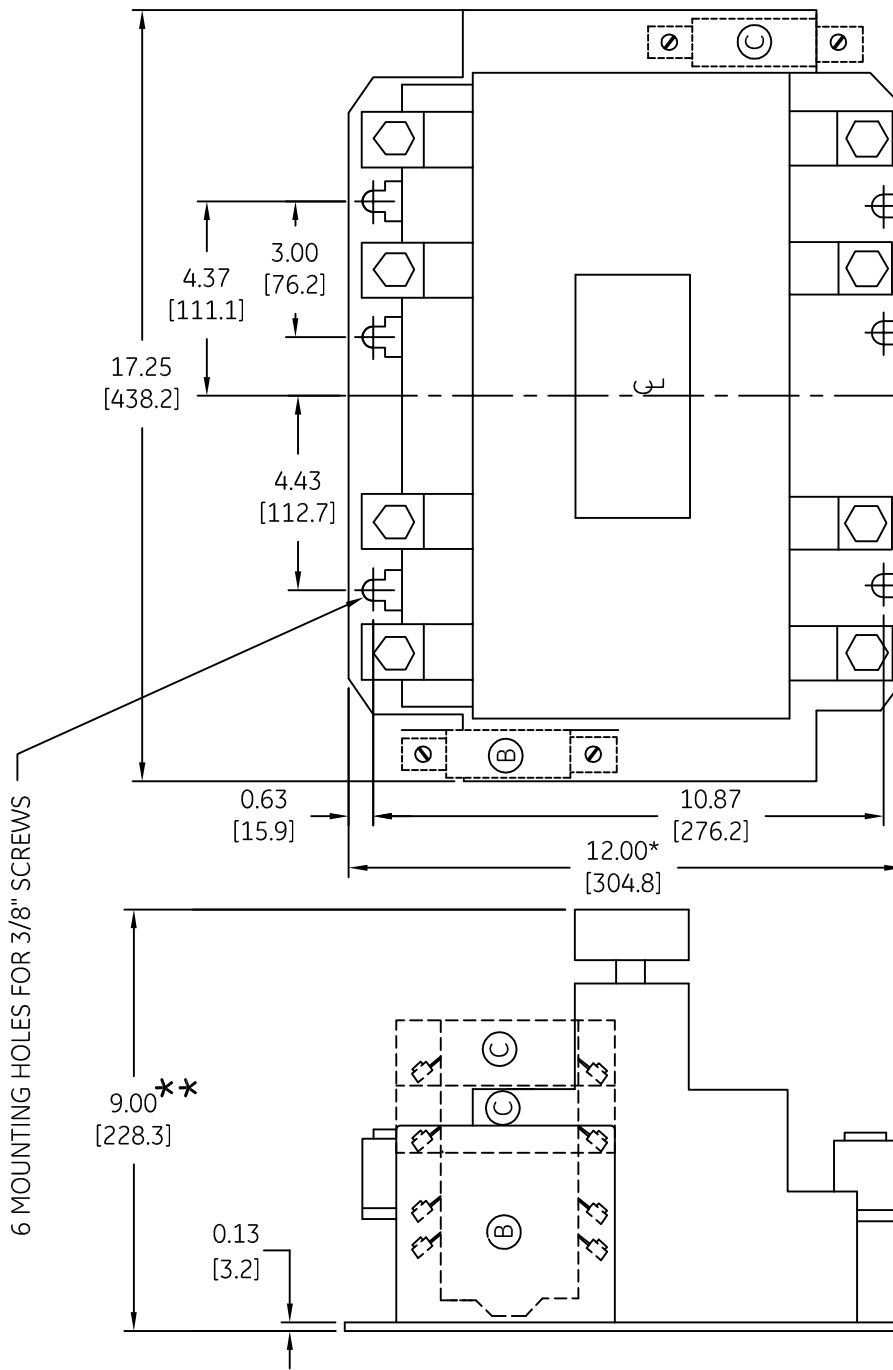 C
3.00
[76.2]
4.37
[111.1]
17.25
[438.2]
CL
4.43
[112.7]
B
0.63
[15.9]
10.87
[276.2]
12.00*
[304.8]
6 MOUNTING HOLES FOR 3/8" SCREWS
C
C
9.00**
[228.3]
B
0.13
[3.2]